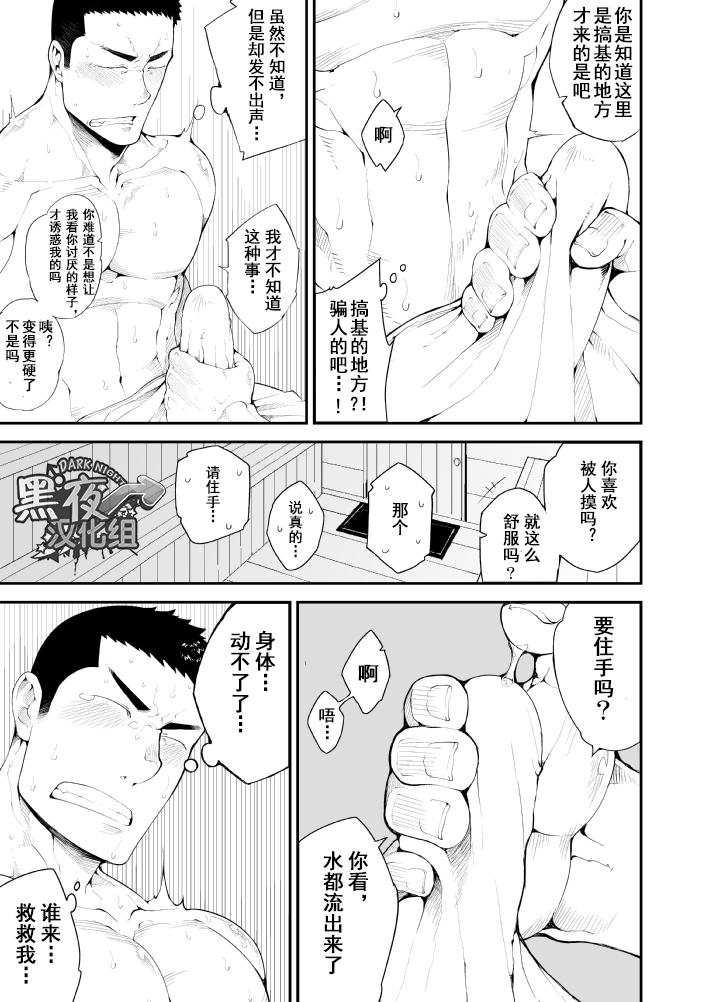 你是知道这里
是搞基的地方
才来的是吧
啊
搞基的地方?!
骗人的吧…！
虽然不知道，
但是却发不出声…
我才不知道
这种事…
你难道不是想让
我看你讨厌的样子，
才诱惑我的吗
咦？
变得更硬了
不是吗
你喜欢
被人摸吗？
就这么
舒服吗？
那个
说真的…
请住手…
DARK NIGHT
黑夜
汉化组
要住手吗？
啊
唔…
你看，
水都流出来了
身体…
动不了了…
谁来…
救救我…